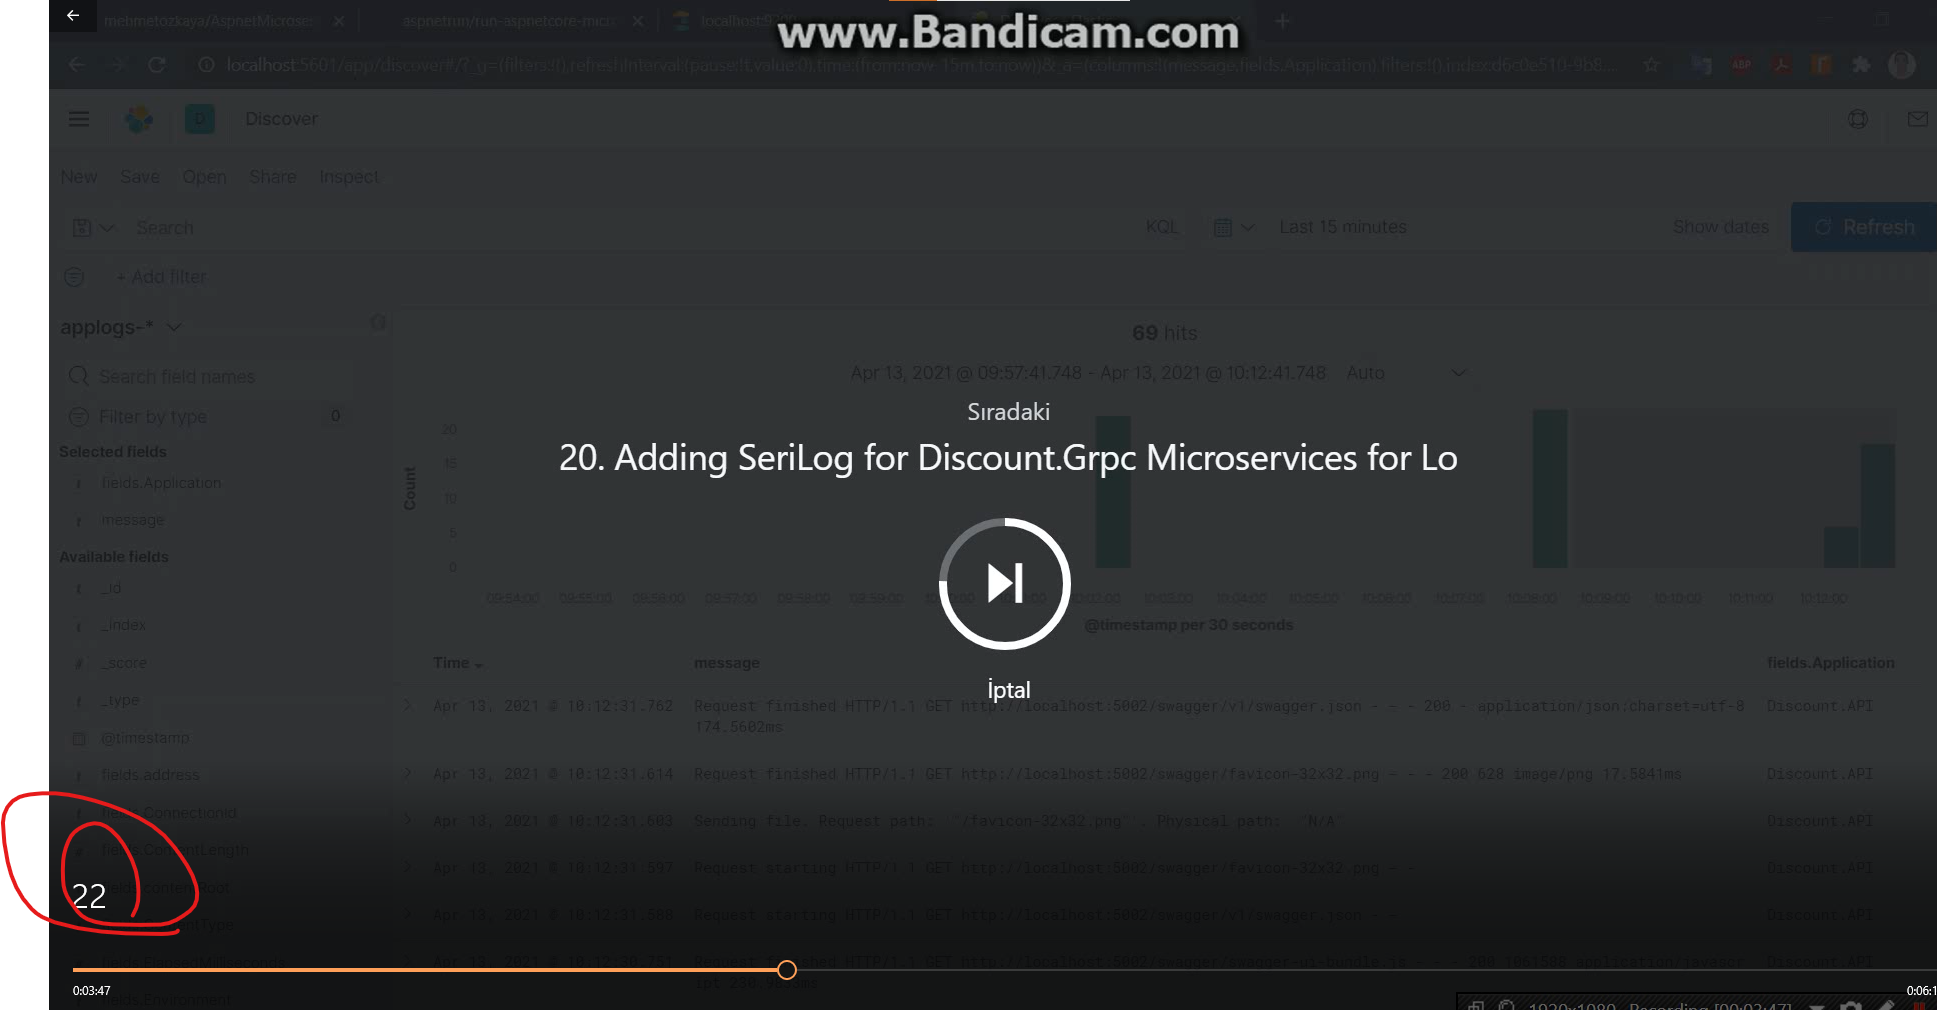 mehmetozkaya/AspnetMicroser
aspnetrun/run-aspnetcore-micro
localhost:9200
www.Bandicam.com
localhost:5601/app/discover#/?_g=(filters:!(),refreshInterval:(pause:!t,value:0),time:(from:now-15m,to:now))&_a=(columns:!(message,fields.Application),filters:!(),index:d6c0e510-9b8...
ABP
D Discover
New Save Open Share Inspect
Search KQL Last 15 minutes Show dates Refresh
+ Add filter
applogs-*
69 hits
Search field names
Apr 13, 2021 @ 09:57:41.748 - Apr 13, 2021 @ 10:12:41.748 Auto
Filter by type 0
Sıradaki
20. Adding SeriLog for Discount.Grpc Microservices for Lo
Selected fields
t fields.Application
t message
Available fields
t _id
t _index
# _score
t _type
@timestamp
t fields.address
t fields.ConnectionId
# fields.ContentLength
fields.contentRoot
fields.ElapsedMilliseconds
fields.Environment
Count
20
15
10
5
0
09:54:00 09:55:00 09:56:00 09:57:00 09:58:00 09:59:00 10:02:00 10:03:00 10:04:00 10:05:00 10:06:00 10:07:00 10:08:00 10:09:00 10:10:00 10:11:00 10:12:00
@timestamp per 30 seconds
İptal
Time message fields.Application
Apr 13, 2021 @ 10:12:31.762 Request finished HTTP/1.1 GET http://localhost:5002/swagger/v1/swagger.json - - - 200 - application/json;charset=utf-8 Discount.API
174.5602ms
Apr 13, 2021 @ 10:12:31.614 Request finished HTTP/1.1 GET http://localhost:5002/swagger/favicon-32x32.png - - - 200 628 image/png 17.5841ms Discount.API
Apr 13, 2021 @ 10:12:31.603 Sending file. Request path: '/favicon-32x32.png'. Physical path: 'N/A' Discount.API
Apr 13, 2021 @ 10:12:31.597 Request starting HTTP/1.1 GET http://localhost:5002/swagger/favicon-32x32.png - - Discount.API
Apr 13, 2021 @ 10:12:31.588 Request starting HTTP/1.1 GET http://localhost:5002/swagger/v1/swagger.json - - Discount.API
Apr 13, 2021 @ 10:12:30.751 Request finished HTTP/1.1 GET http://localhost:5002/swagger/swagger-ui-bundle.js - - - 200 1061588 application/javascr Discount.API
22
0:03:47
0:06:1
1920x1080 - Recording [00:03:47]